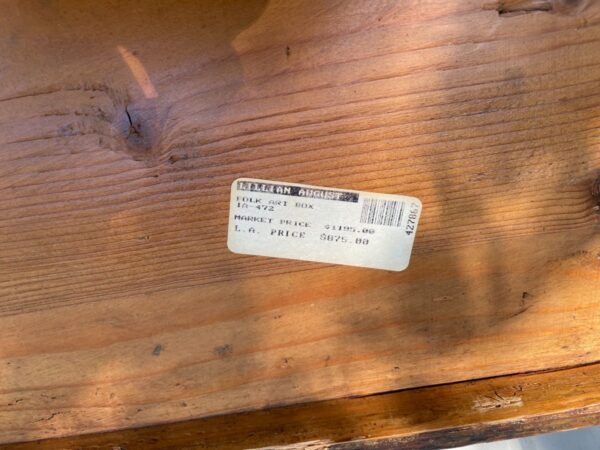 LILLIAN AUGUST
FOLK ART BOX
IA-472
MARKET PRICE $1195.00
L.A. PRICE $875.00
427867